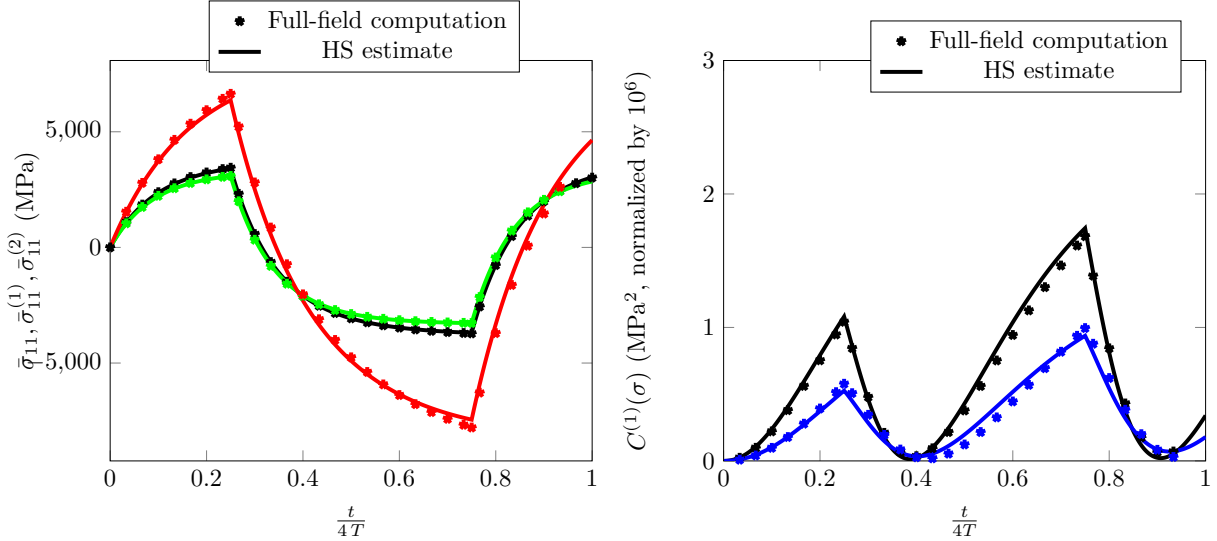 Full-field computation
HS estimate
5,000
0
−5,000
σ̄₁₁, σ̄₁₁⁽¹⁾, σ̄₁₁⁽²⁾ (MPa)
0 0.2 0.4 0.6 0.8 1
t
4T
Full-field computation
HS estimate
3
2
1
0
C⁽¹⁾(σ) (MPa², normalized by 10⁶)
0 0.2 0.4 0.6 0.8 1
t
4T